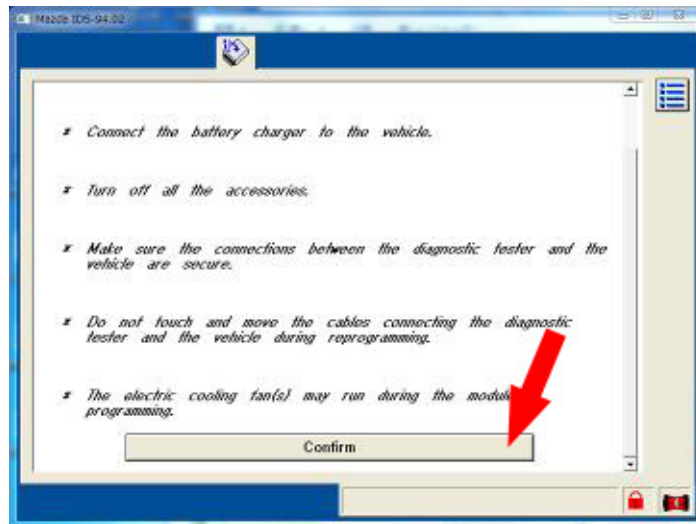 Mazda IDS-94.02
* Connect the battery charger to the vehicle.
* Turn off all the accessories.
* Make sure the connections between the diagnostic tester and the
vehicle are secure.
* Do not touch and move the cables connecting the diagnostic
tester and the vehicle during reprogramming.
* The electric cooling fan(s) may run during the module
programming.
Confirm